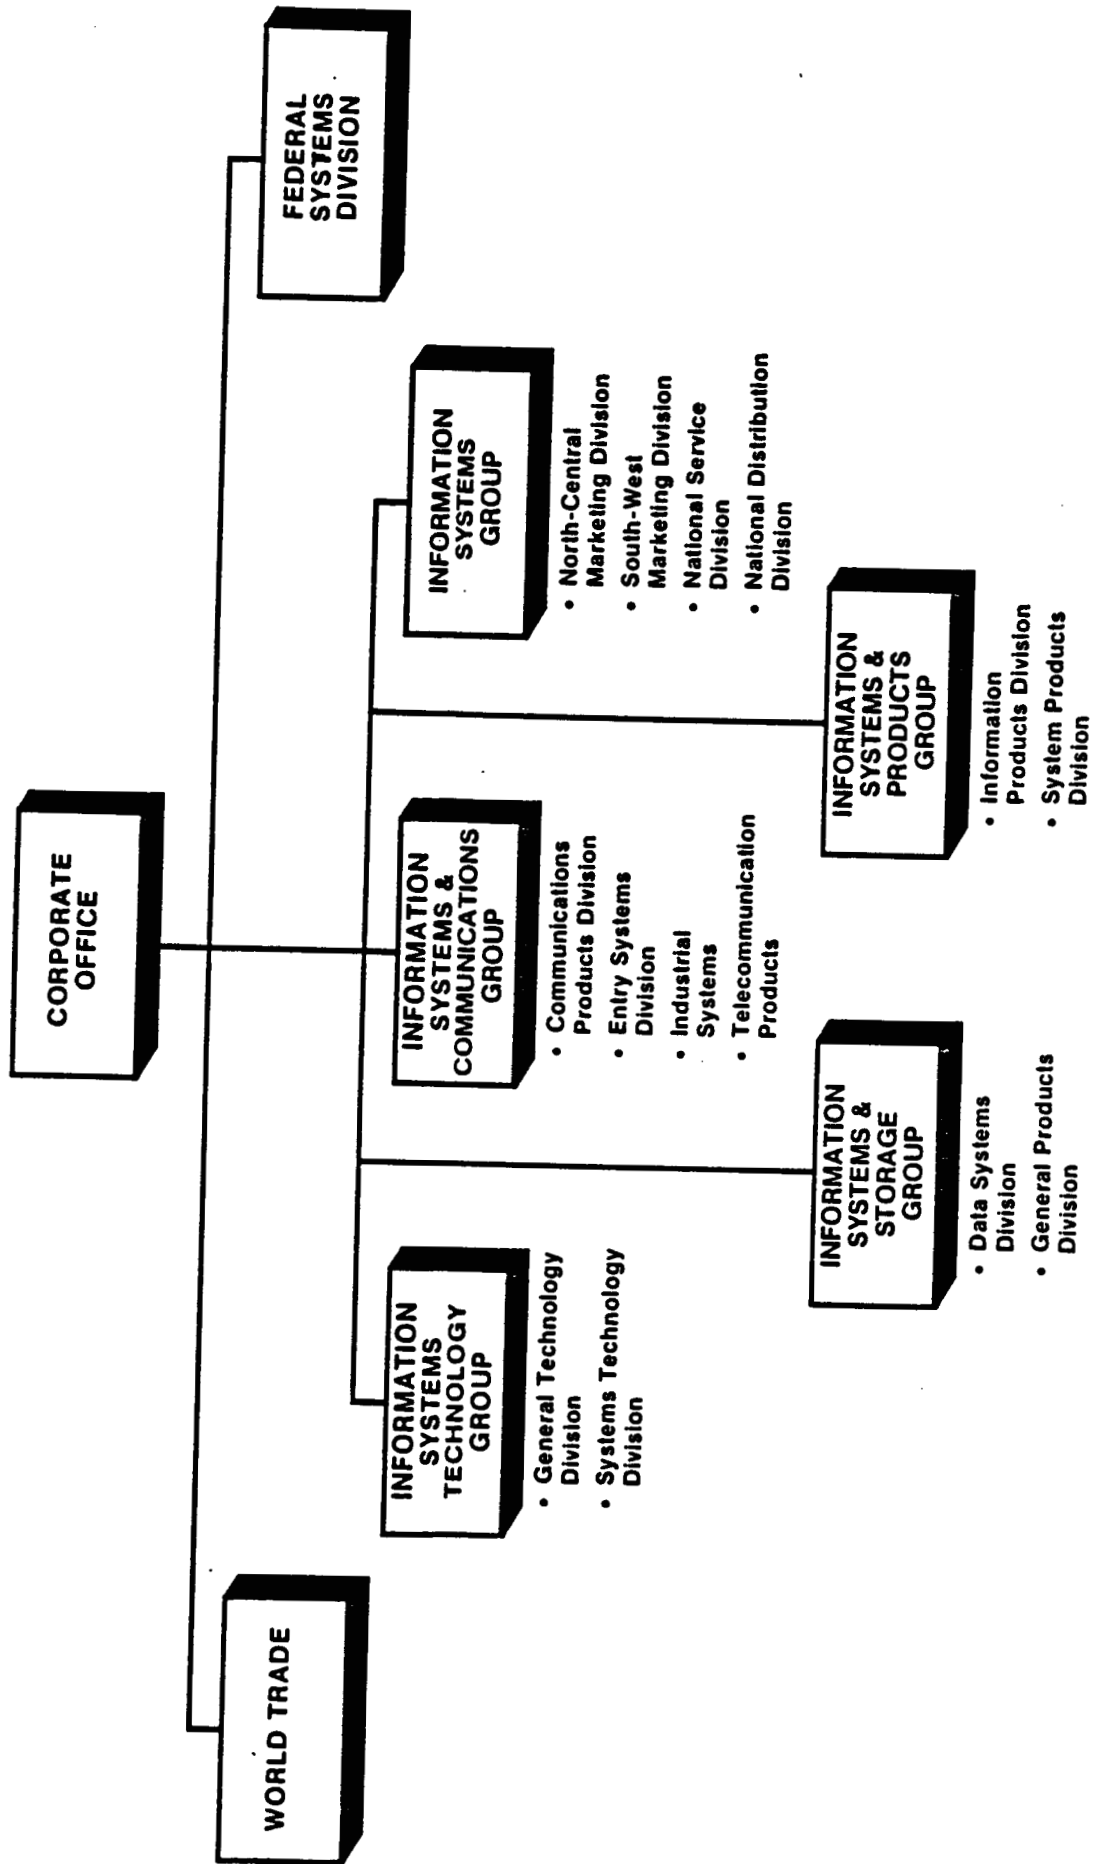 CORPORATE
OFFICE
WORLD TRADE
FEDERAL
SYSTEMS
DIVISION
INFORMATION
SYSTEMS
TECHNOLOGY
GROUP
• General Technology
Division
• Systems Technology
Division
INFORMATION
SYSTEMS &
COMMUNICATIONS
GROUP
• Communications
Products Division
• Entry Systems
Division
• Industrial
Systems
• Telecommunication
Products
INFORMATION
SYSTEMS
GROUP
• North-Central
Marketing Division
• South-West
Marketing Division
• National Service
Division
• National Distribution
Division
INFORMATION
SYSTEMS &
STORAGE
GROUP
• Data Systems
Division
• General Products
Division
INFORMATION
SYSTEMS &
PRODUCTS
GROUP
• Information
Products Division
• System Products
Division